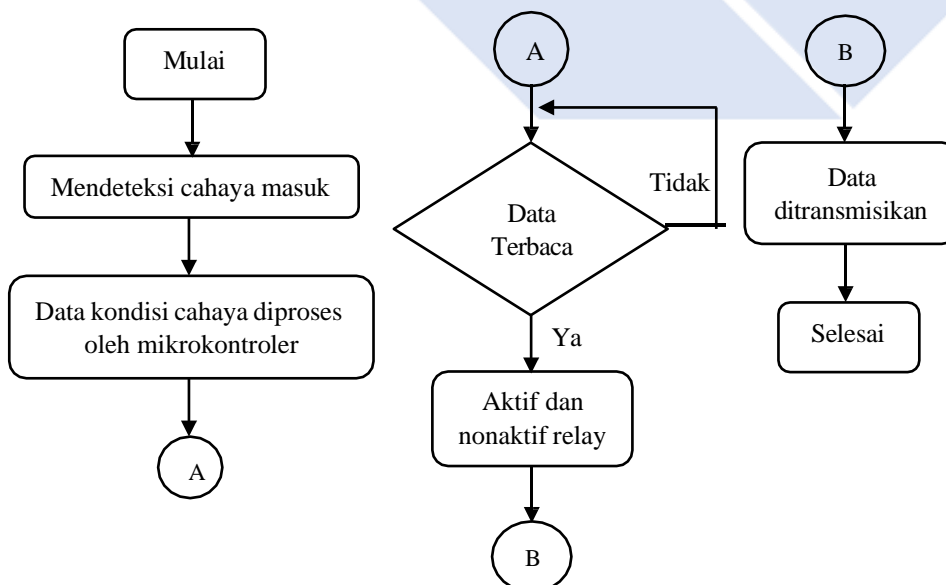 Mulai
Mendeteksi cahaya masuk
Data kondisi cahaya diproses
oleh mikrokontroler
A
A
Data
Terbaca
Tidak
Ya
Aktif dan
nonaktif relay
B
B
Data
ditransmisikan
Selesai